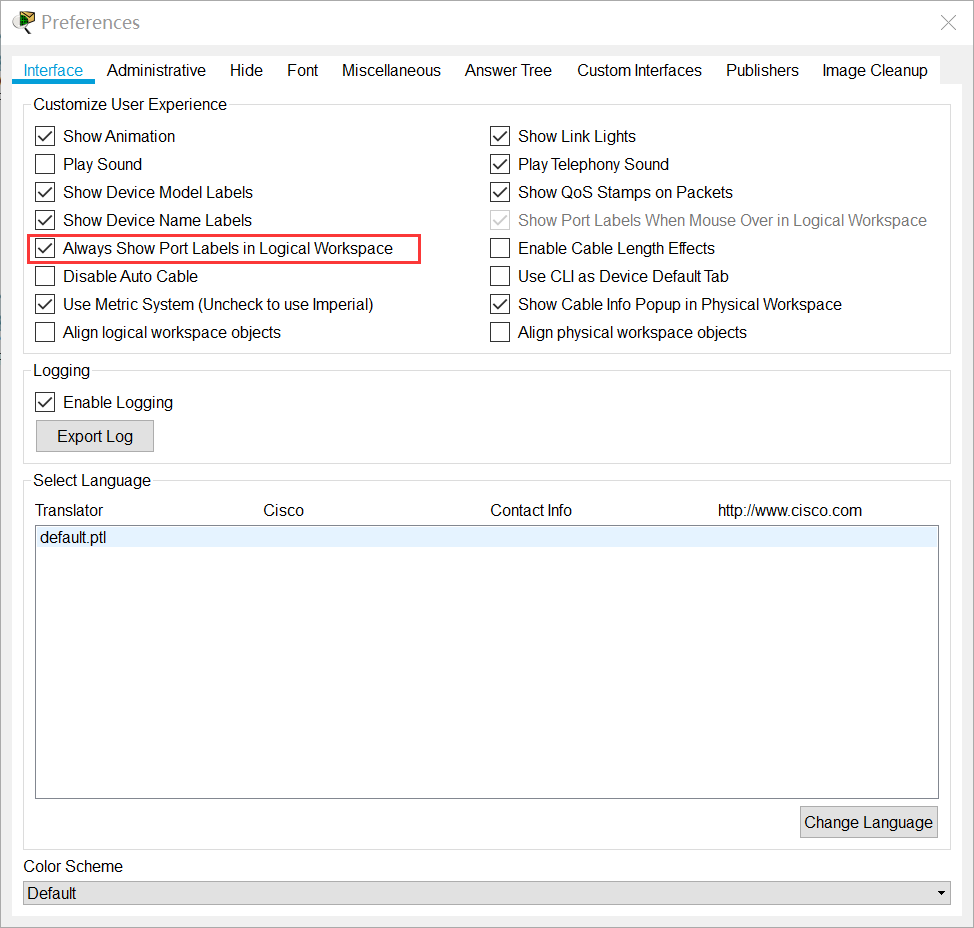 Preferences
Interface Administrative Hide Font Miscellaneous Answer Tree Custom Interfaces Publishers Image Cleanup
Customize User Experience
Show Animation Show Link Lights
Play Sound Play Telephony Sound
Show Device Model Labels Show QoS Stamps on Packets
Show Device Name Labels Show Port Labels When Mouse Over in Logical Workspace
Always Show Port Labels in Logical Workspace Enable Cable Length Effects
Disable Auto Cable Use CLI as Device Default Tab
Use Metric System (Uncheck to use Imperial) Show Cable Info Popup in Physical Workspace
Align logical workspace objects Align physical workspace objects
Logging
Enable Logging
Export Log
Select Language
Translator Cisco Contact Info http://www.cisco.com
default.ptl
Change Language
Color Scheme
Default